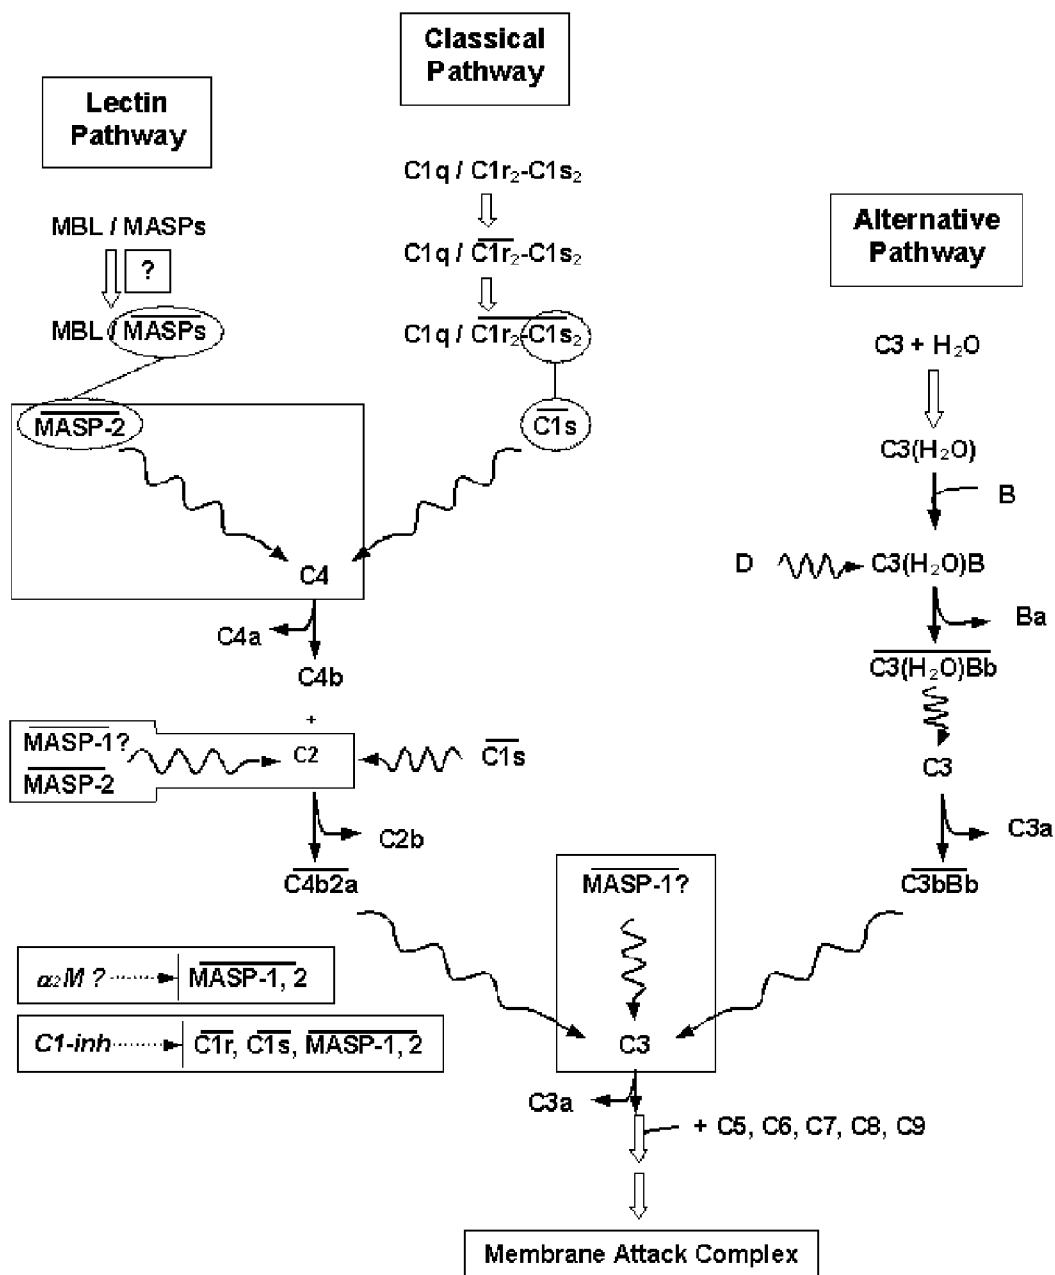 Classical
Pathway
Lectin
Pathway
C1q / C1r₂-C1s₂
MBL / MASPs
?
C1q / C1r₂-C1s₂
Alternative
Pathway
MBL / MASPs
C1q / C1r₂-C1s₂
C3 + H₂O
MASP-2
C1s
C3(H₂O)
B
C4
D
C3(H₂O)B
C4a
Ba
C4b
C3(H₂O)Bb
+
MASP-1?
C2
C1s
MASP-2
C3
C2b
C3a
C4b2a
MASP-1?
C3bBb
α₂M ?
MASP-1, 2
C1-inh
C1r, C1s, MASP-1, 2
C3
C3a
+ C5, C6, C7, C8, C9
Membrane Attack Complex